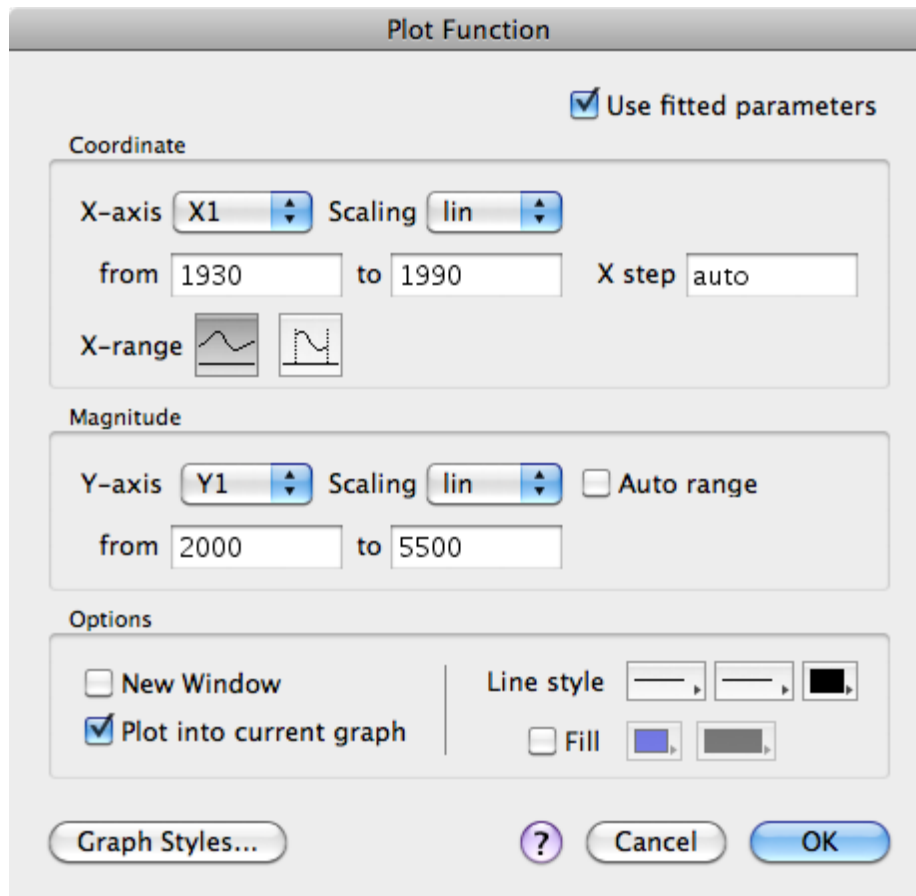 Plot Function
Use fitted parameters
Coordinate
X-axis X1 Scaling lin
from 1930 to 1990 X step auto
X-range
Magnitude
Y-axis Y1 Scaling lin Auto range
from 2000 to 5500
Options
New Window Line style
Plot into current graph Fill
Graph Styles... ? Cancel OK